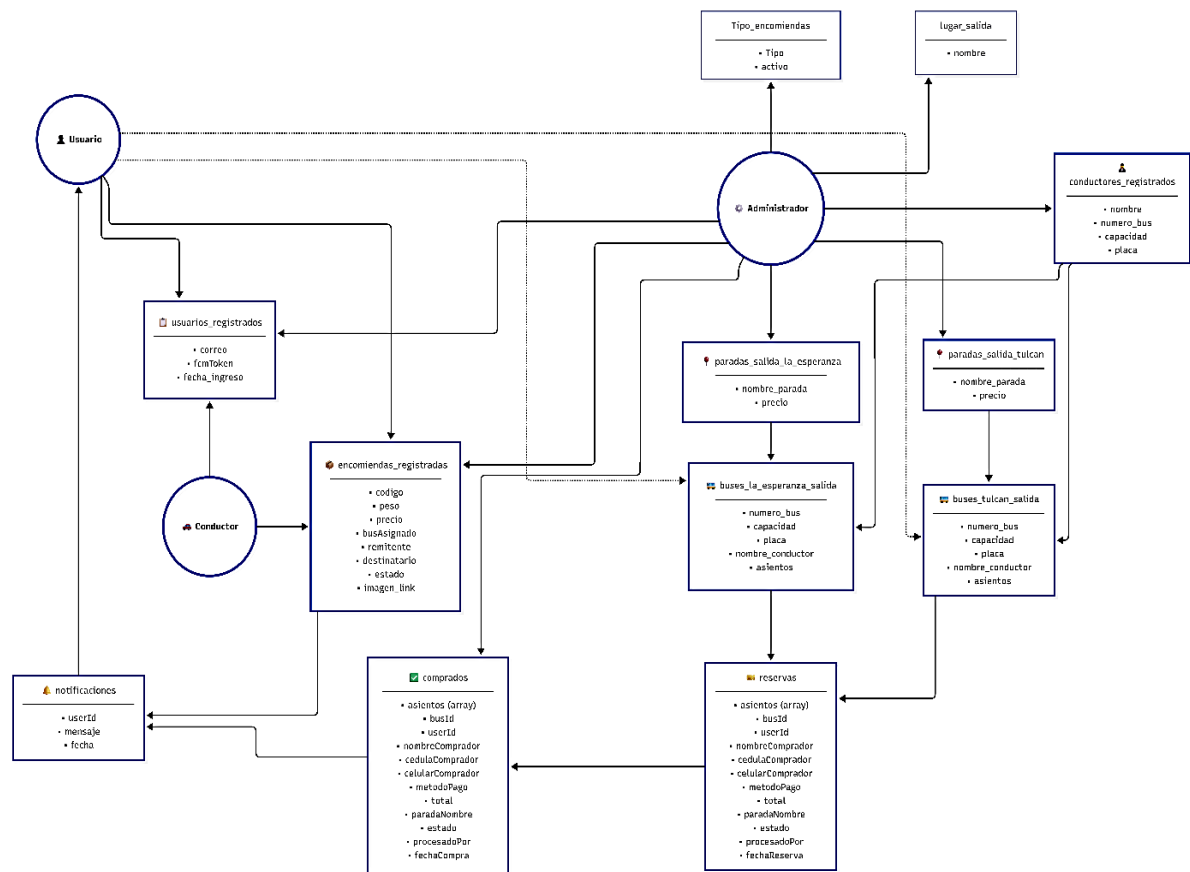 Tipo_encomiendas
• Tipo
• activo
lugar_salida
• nombre
Usuario
Administrador
conductores_registrados
• nombre
• numero_bus
• capacidad
• placa
usuarios_registrados
• correo
• fcmToken
• fecha_ingreso
paradas_salida_la_esperanza
• nombre_parada
• precio
paradas_salida_tulcan
• nombre_parada
• precio
encomiendas_registradas
• codigo
• peso
• precio
• busAsignado
• remitente
• destinatario
• estado
• imagen_link
Conductor
buses_la_esperanza_salida
• numero_bus
• capacidad
• placa
• nombre_conductor
• asientos
buses_tulcan_salida
• numero_bus
• capacidad
• placa
• nombre_conductor
• asientos
notificaciones
• userId
• mensaje
• fecha
comprados
• asientos (array)
• busId
• userId
• nombreComprador
• cedulaComprador
• celularComprador
• metodoPago
• total
• paradaNombre
• estado
• procesadoPor
• fechaCompra
reservas
• asientos (array)
• busId
• userId
• nombreComprador
• cedulaComprador
• celularComprador
• metodoPago
• total
• paradaNombre
• estado
• procesadoPor
• fechaReserva